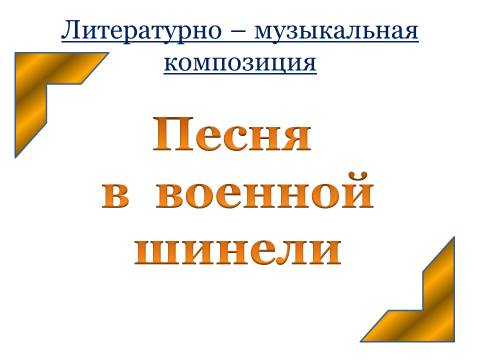 Литературно – музыкальная
композиция
Песня
в военной
шинели